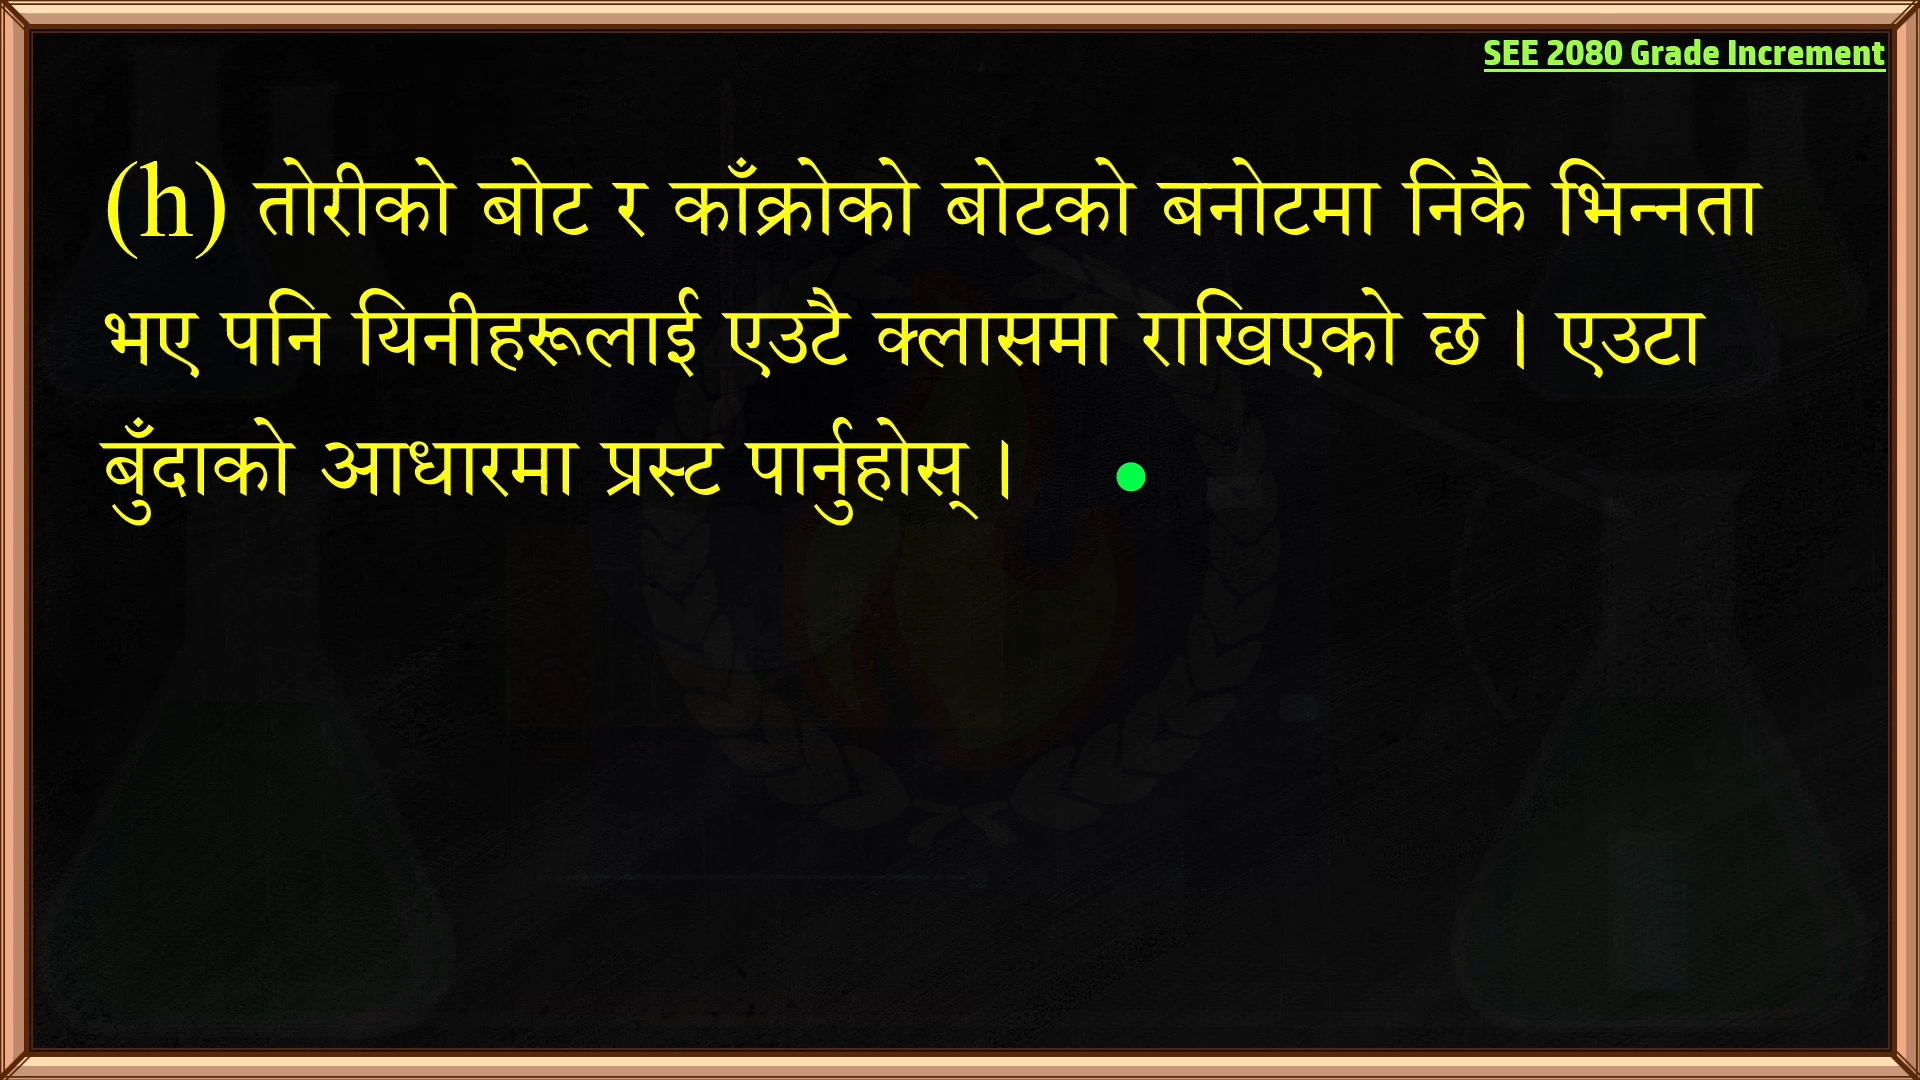 SEE 2080 Grade Increment
(h) तोरीको बोट र काँक्रोको बोटको बनोटमा निकै भिन्नता
भए पनि यिनीहरूलाई एउटै क्लासमा राखिएको छ । एउटा
बुँदाको आधारमा प्रस्ट पार्नुहोस् ।